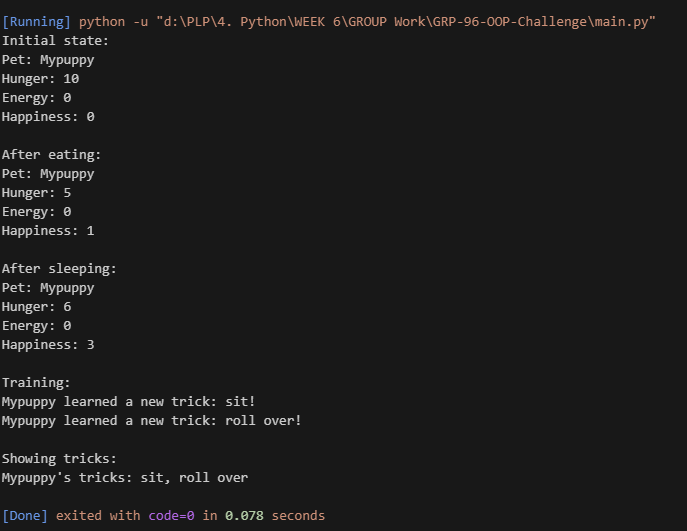 [Running] python -u "d:\PLP\4. Python\WEEK 6\GROUP Work\GRP-96-OOP-Challenge\main.py"
Initial state:
Pet: Mypuppy
Hunger: 10
Energy: 0
Happiness: 0

After eating:
Pet: Mypuppy
Hunger: 5
Energy: 0
Happiness: 1

After sleeping:
Pet: Mypuppy
Hunger: 6
Energy: 0
Happiness: 3

Training:
Mypuppy learned a new trick: sit!
Mypuppy learned a new trick: roll over!

Showing tricks:
Mypuppy's tricks: sit, roll over

[Done] exited with code=0 in 0.078 seconds